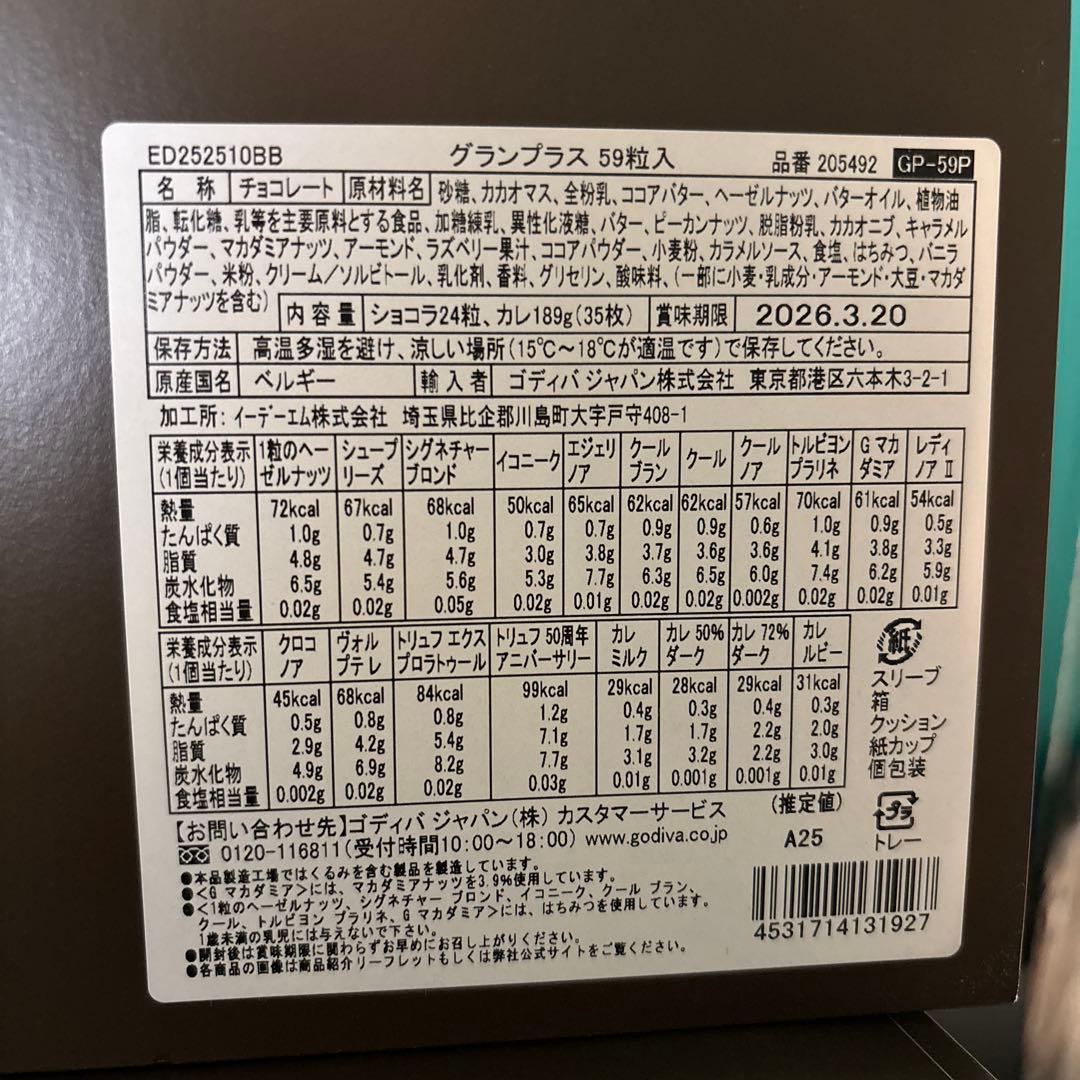 ED252510BB グランプラス 59粒入 品番 205492 GP-59P
名 称 チョコレート 原材料名 砂糖、カカオマス、全粉乳、ココアバター、ヘーゼルナッツ、バターオイル、植物油
脂、転化糖、乳等を主要原料とする食品、加糖練乳、異性化液糖、バター、ピーカンナッツ、脱脂粉乳、カカオニブ、キャラメル
パウダー、マカダミアナッツ、アーモンド、ラズベリー果汁、ココアパウダー、小麦粉、カラメルソース、食塩、はちみつ、バニラ
パウダー、米粉、クリーム／ソルビトール、乳化剤、香料、グリセリン、酸味料、(一部に小麦・乳成分・アーモンド・大豆・マカダ
ミアナッツを含む) 内 容 量 ショコラ24粒、カレ189g(35枚) 賞味期限 2026.3.20
保存方法 高温多湿を避け、涼しい場所(15℃～18℃が適温です)で保存してください。
原産国名 ベルギー 輸 入 者 ゴディバ ジャパン株式会社 東京都港区六本木3-2-1
加工所: イーデーエム株式会社 埼玉県比企郡川島町大字戸守408-1
栄養成分表示 1粒のヘー シュープ シグネチャー イコニーク エジェリ クール クール クール トルビヨン G マカ レディ
(1個当たり) ゼルナッツ リーズ ブロンド ノア ブラン ノア プラリネ ダミア ノア Ⅱ
熱量 72kcal 67kcal 68kcal 50kcal 65kcal 62kcal 62kcal 57kcal 70kcal 61kcal 54kcal
たんぱく質 1.0g 0.7g 1.0g 0.7g 0.7g 0.9g 0.9g 0.6g 1.0g 0.9g 0.5g
脂質 4.8g 4.7g 4.7g 3.0g 3.8g 3.7g 3.6g 3.6g 4.1g 3.8g 3.3g
炭水化物 6.5g 5.4g 5.6g 5.3g 7.7g 6.3g 6.5g 6.0g 7.4g 6.2g 5.9g
食塩相当量 0.02g 0.02g 0.05g 0.02g 0.01g 0.02g 0.02g 0.002g 0.02g 0.02g 0.01g
栄養成分表示 クロコ ヴォル トリュフ エクス トリュフ 50周年 カレ カレ 50% カレ 72% カレ
(1個当たり) ノア プテ レ プロラトゥール アニバーサリー ミルク ダーク ダーク ルビー
熱量 45kcal 68kcal 84kcal 99kcal 29kcal 28kcal 29kcal 31kcal
たんぱく質 0.5g 0.8g 0.8g 1.2g 0.4g 0.3g 0.4g 0.3g
脂質 2.9g 4.2g 5.4g 7.1g 1.7g 1.7g 2.2g 2.0g
炭水化物 4.9g 6.9g 8.2g 7.7g 3.1g 3.2g 2.2g 3.0g
食塩相当量 0.002g 0.02g 0.02g 0.03g 0.01g 0.001g 0.001g 0.01g
(推定値)
紙
スリーブ
箱
クッション
紙カップ
個包装
プラ
トレー
【お問い合わせ先】ゴディバ ジャパン(株) カスタマーサービス
0120-116811(受付時間10:00～18:00) www.godiva.co.jp
A25
●本品製造工場ではくるみを含む製品を製造しています。
●<G マカダミア>には、マカダミアナッツを3.9%使用しています。
●<1粒のヘーゼルナッツ、シグネチャー ブロンド、イコニーク、クール ブラン、
クール、トルビヨン プラリネ、G マカダミア>には、はちみつを使用しています。
1歳未満の乳児には与えないで下さい。
●開封後は賞味期限に関わらずお早めにお召し上がりください。
●各商品の画像は商品紹介リーフレットもしくは弊社公式サイトをご覧ください。
4531714131927